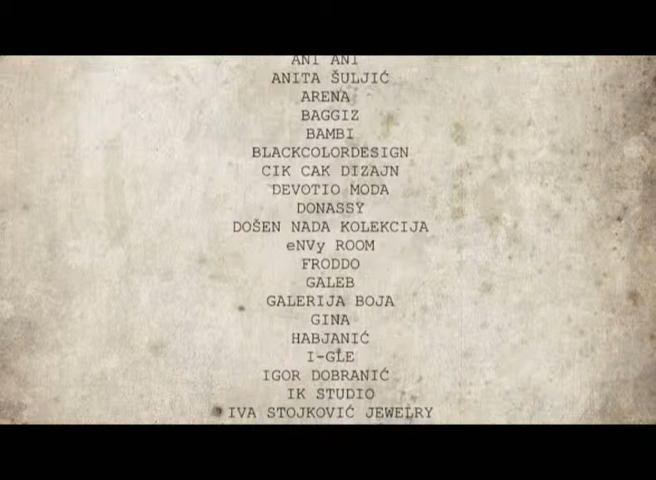 ANI ANI
ANITA ŠULJIĆ
ARENA
BAGGIZ
BAMBI
BLACKCOLORDESIGN
CIK CAK DIZAJN
DEVOTIO MODA
DONASSY
DOŠEN NADA KOLEKCIJA
eNVy ROOM
FRODDO
GALEB
GALERIJA BOJA
GINA
HABJANIĆ
I-GLE
IGOR DOBRANIĆ
IK STUDIO
IVA STOJKOVIĆ JEWELRY